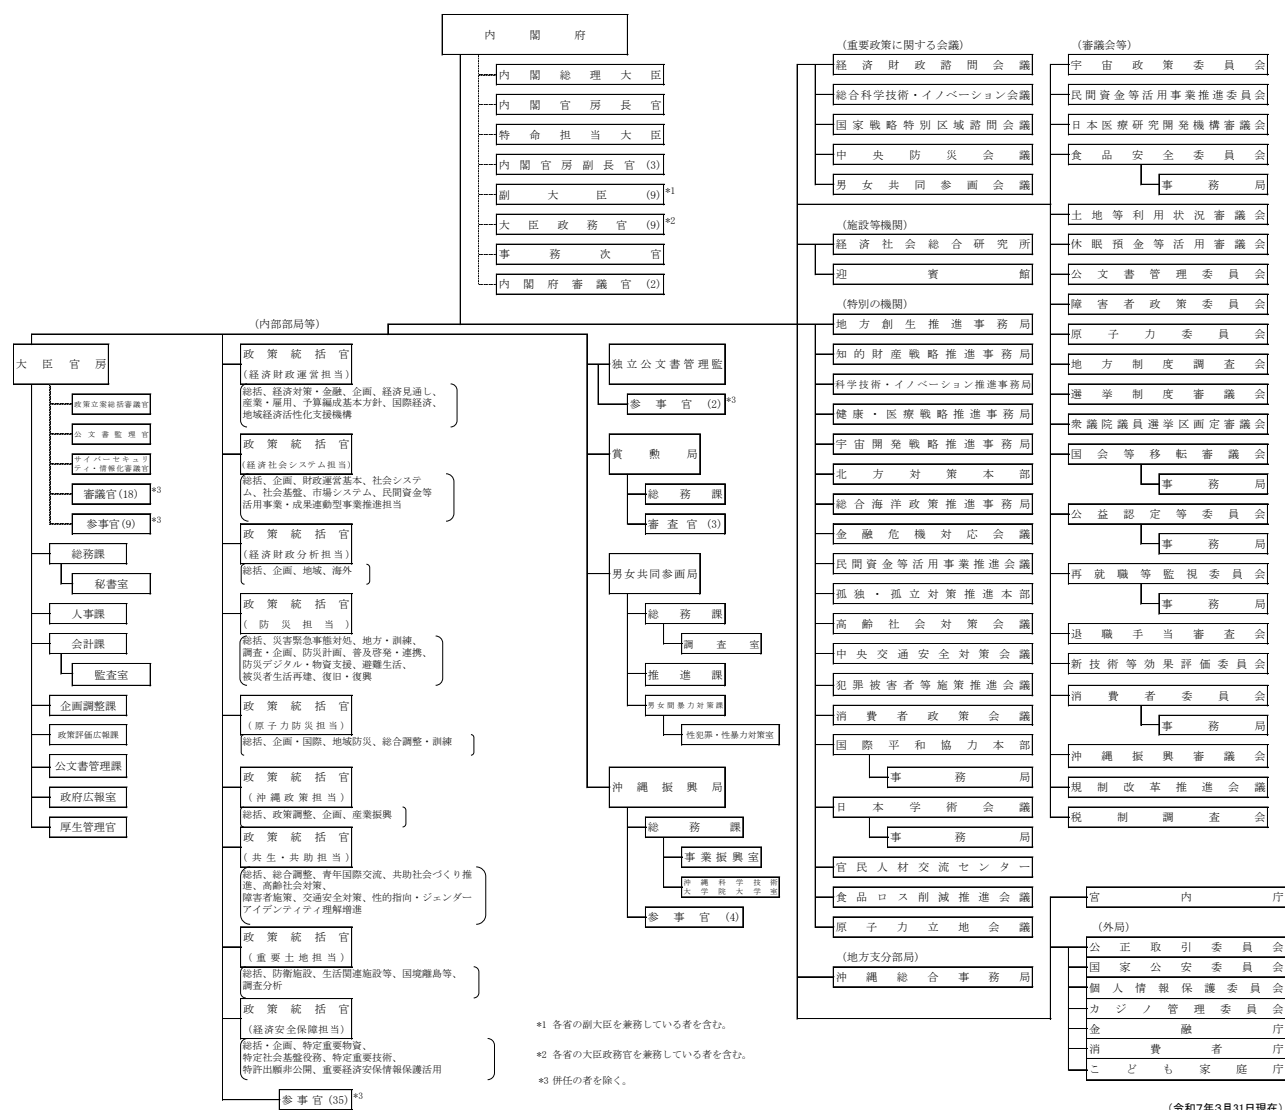 内閣府
内閣総理大臣
内閣官房長官
特命担当大臣
内閣官房副長官(3)
副大臣(9)*1
大臣政務官(9)*2
事務次官
内閣府審議官(2)
(内部部局等)
大臣官房
政策立案総括審議官
公文書監理官
サイバーセキュリ
ティ・情報化審議官
審議官(18)*3
参事官(9)*3
総務課
秘書室
人事課
会計課
監査室
企画調整課
政策評価広報課
公文書管理課
政府広報室
厚生管理官
政策統括官
(経済財政運営担当)
総括、経済対策・金融、企画、経済見通し、
産業・雇用、予算編成基本方針、国際経済、
地域経済活性化支援機構
政策統括官
(経済社会システム担当)
総括、企画、財政運営基本、社会システ
ム、社会基盤、市場システム、民間資金等
活用事業・成果連動型事業推進担当
政策統括官
(経済財政分析担当)
総括、企画、地域、海外
政策統括官
(防災担当)
総括、災害緊急事態対処、地方・訓練、
調査・企画、防災計画、普及啓発・連携、
防災デジタル・物資支援、避難生活、
被災者生活再建、復旧・復興
政策統括官
(原子力防災担当)
総括、企画・国際、地域防災、総合調整・訓練
政策統括官
(沖縄政策担当)
総括、政策調整、企画、産業振興
政策統括官
(共生・共助担当)
総括、総合調整、青年国際交流、共助社会づくり推
進、高齢社会対策、
障害者施策、交通安全対策、性的指向・ジェンダー
アイデンティティ理解増進
政策統括官
(重要土地担当)
総括、防衛施設、生活関連施設等、国境離島等、
調査分析
政策統括官
(経済安全保障担当)
総括・企画、特定重要物資、
特定社会基盤役務、特定重要技術、
特許出願非公開、重要経済安保情報保護活用
参事官(35)*3
独立公文書管理監
参事官(2)*3
賞勲局
総務課
審査官(3)
男女共同参画局
総務課
調査室
推進課
男女間暴力対策課
性犯罪・性暴力対策室
沖縄振興局
総務課
事業振興室
沖縄科学技術
大学院大学室
参事官(4)
*1 各省の副大臣を兼務している者を含む。
*2 各省の大臣政務官を兼務している者を含む。
*3 併任の者を除く。
(重要政策に関する会議)
経済財政諮問会議
総合科学技術・イノベーション会議
国家戦略特別区域諮問会議
中央防災会議
男女共同参画会議
(施設等機関)
経済社会総合研究所
迎賓館
(特別の機関)
地方創生推進事務局
知的財産戦略推進事務局
科学技術・イノベーション推進事務局
健康・医療戦略推進事務局
宇宙開発戦略推進事務局
北方対策本部
総合海洋政策推進事務局
金融危機対応会議
民間資金等活用事業推進会議
孤独・孤立対策推進本部
高齢社会対策会議
中央交通安全対策会議
犯罪被害者等施策推進会議
消費者政策会議
国際平和協力本部
事務局
日本学術会議
事務局
官民人材交流センター
食品ロス削減推進会議
原子力立地会議
(地方支分部局)
沖縄総合事務局
(審議会等)
宇宙政策委員会
民間資金等活用事業推進委員会
日本医療研究開発機構審議会
食品安全委員会
事務局
土地等利用状況審議会
休眠預金等活用審議会
公文書管理委員会
障害者政策委員会
原子力委員会
地方制度調査会
選挙制度審議会
衆議院議員選挙区画定審議会
国会等移転審議会
事務局
公益認定等委員会
事務局
再就職等監視委員会
事務局
退職手当審査会
新技術等効果評価委員会
消費者委員会
事務局
沖縄振興審議会
規制改革推進会議
税制調査会
宮内庁
(外局)
公正取引委員会
国家公安委員会
個人情報保護委員会
カジノ管理委員会
金融庁
消費者庁
こども家庭庁
(令和7年3月31日現在)